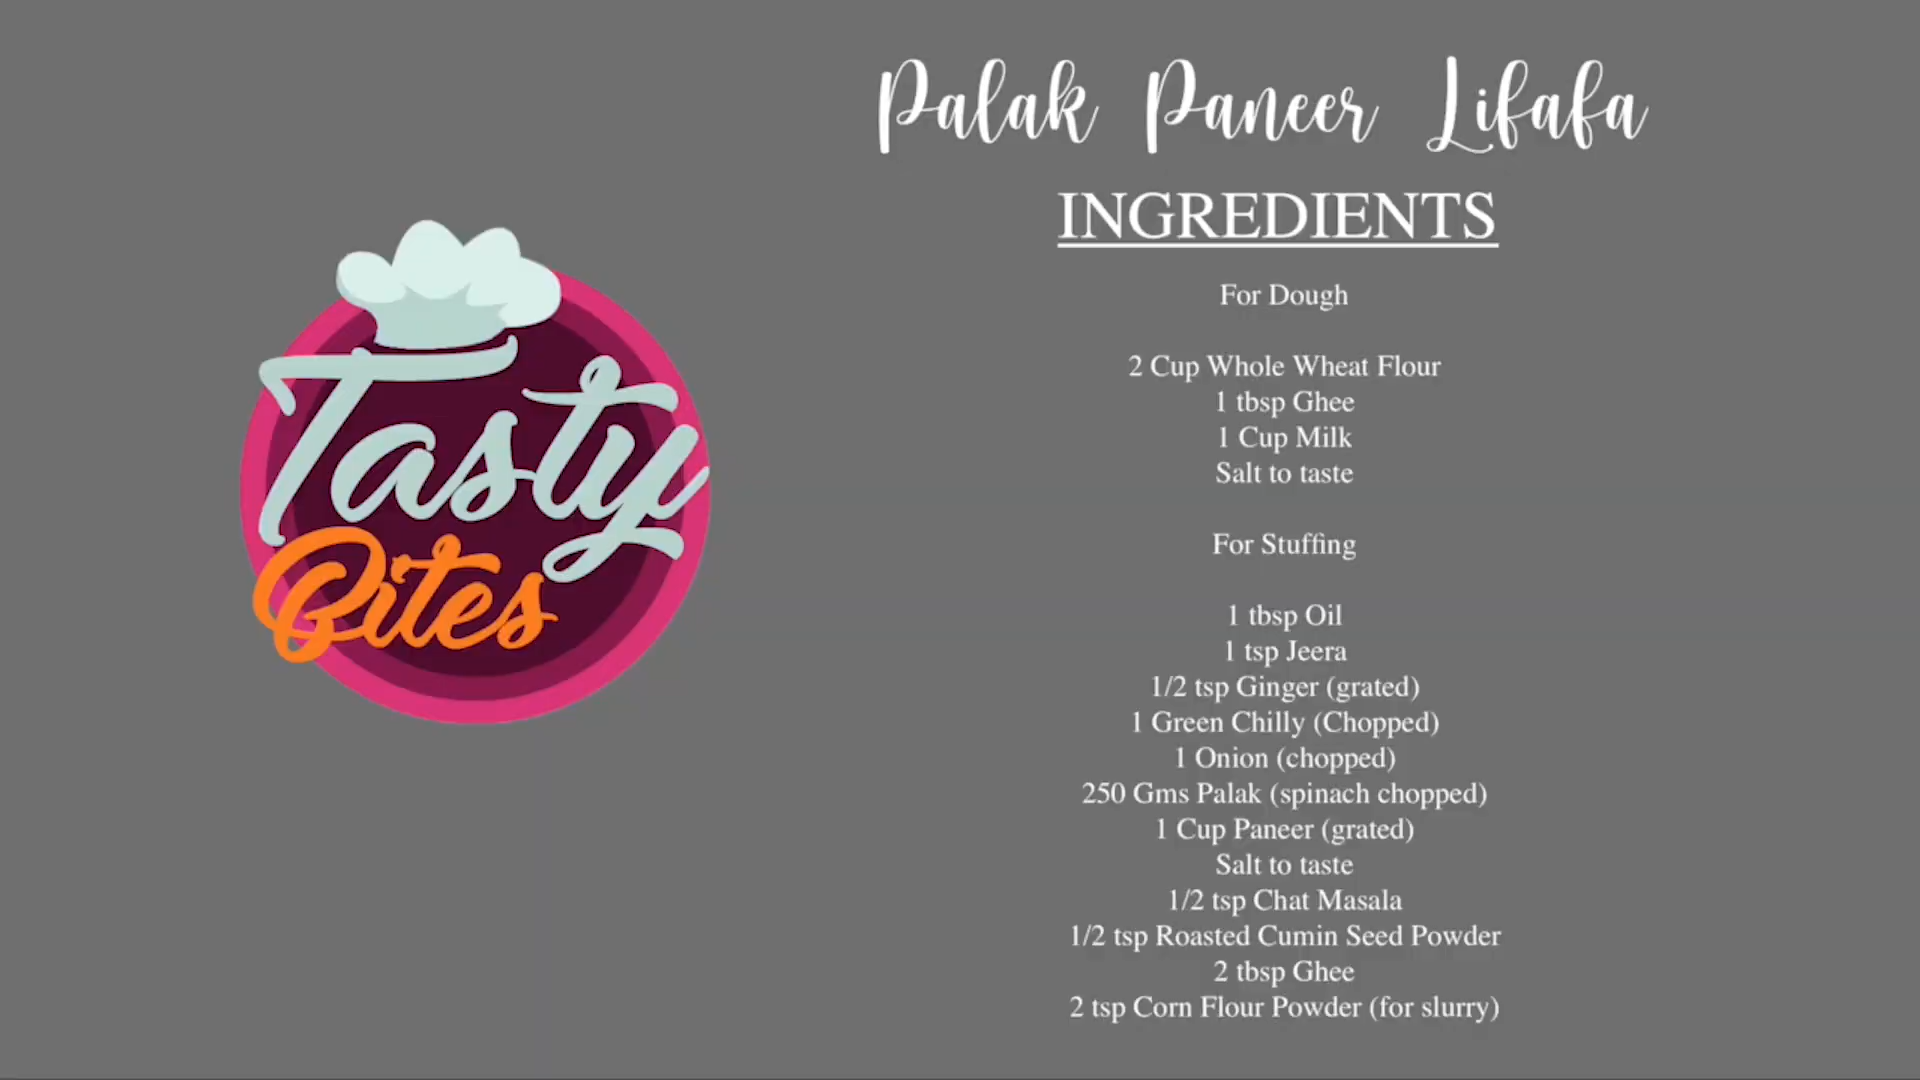 Tasty
Bites
Palak Paneer Lifafa
INGREDIENTS
For Dough
2 Cup Whole Wheat Flour
1 tbsp Ghee
1 Cup Milk
Salt to taste
For Stuffing
1 tbsp Oil
1 tsp Jeera
1/2 tsp Ginger (grated)
1 Green Chilly (Chopped)
1 Onion (chopped)
250 Gms Palak (spinach chopped)
1 Cup Paneer (grated)
Salt to taste
1/2 tsp Chat Masala
1/2 tsp Roasted Cumin Seed Powder
2 tbsp Ghee
2 tsp Corn Flour Powder (for slurry)